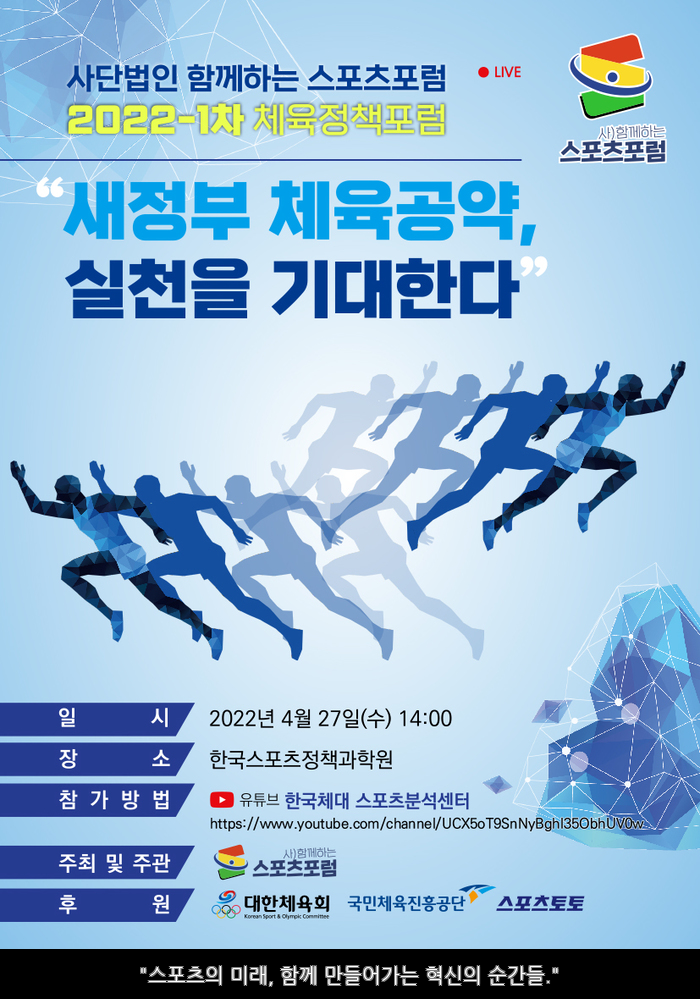 사단법인 함께하는 스포츠포럼
LIVE
2022-1차 체육정책포럼
사)함께하는
스포츠포럼
“새정부 체육공약,
실천을 기대한다”
일 시 2022년 4월 27일(수) 14:00
장 소 한국스포츠정책과학원
참 가 방 법 유튜브 한국체대 스포츠분석센터
https://www.youtube.com/channel/UCX5oT9SnNyBghl35ObhUV0w
주최 및 주관 사)함께하는 스포츠포럼
후 원 대한체육회 Korean Sport & Olympic Committee 국민체육진흥공단 스포츠토토
"스포츠의 미래, 함께 만들어가는 혁신의 순간들."